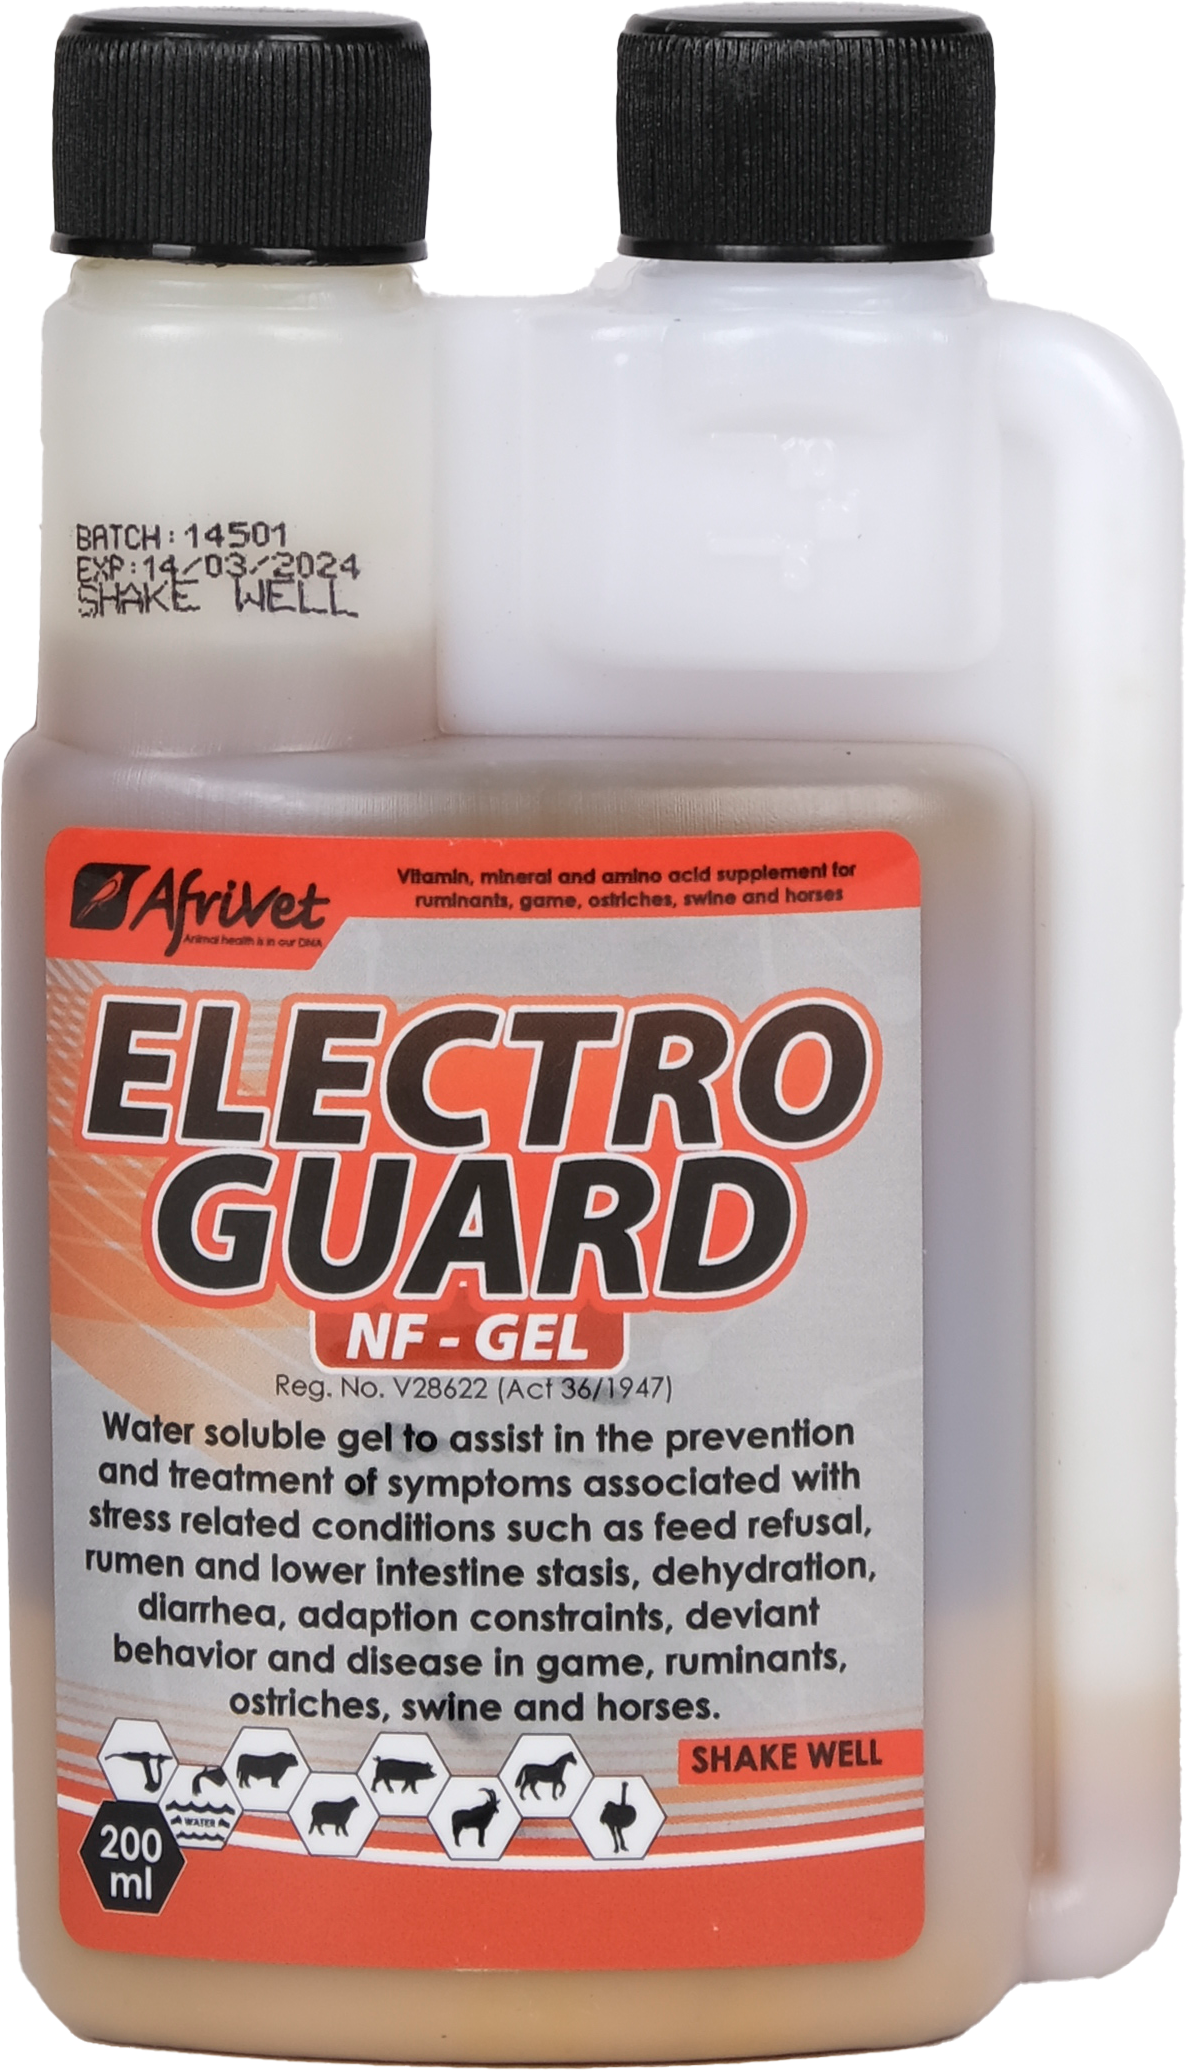 BATCH:14501
EXP:14/03/2024
SHAKE WELL
AfriVet
Animal health is in our DNA
Vitamin, mineral and amino acid supplement for
ruminants, game, ostriches, swine and horses
ELECTRO
GUARD
NF - GEL
Reg. No. V28622 (Act 36/1947)
Water soluble gel to assist in the prevention
and treatment of symptoms associated with
stress related conditions such as feed refusal,
rumen and lower intestine stasis, dehydration,
diarrhea, adaption constraints, deviant
behavior and disease in game, ruminants,
ostriches, swine and horses.
SHAKE WELL
WATER
200
ml